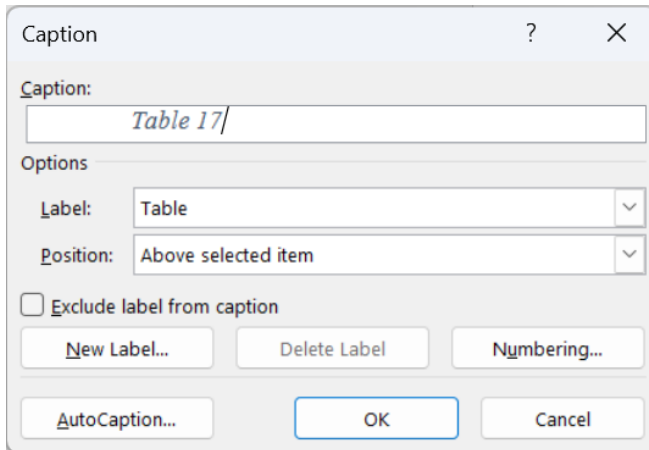 Caption ?
Caption:
Table 17
Options
Label: Table
Position: Above selected item
Exclude label from caption
New Label... Delete Label Numbering...
AutoCaption... OK Cancel